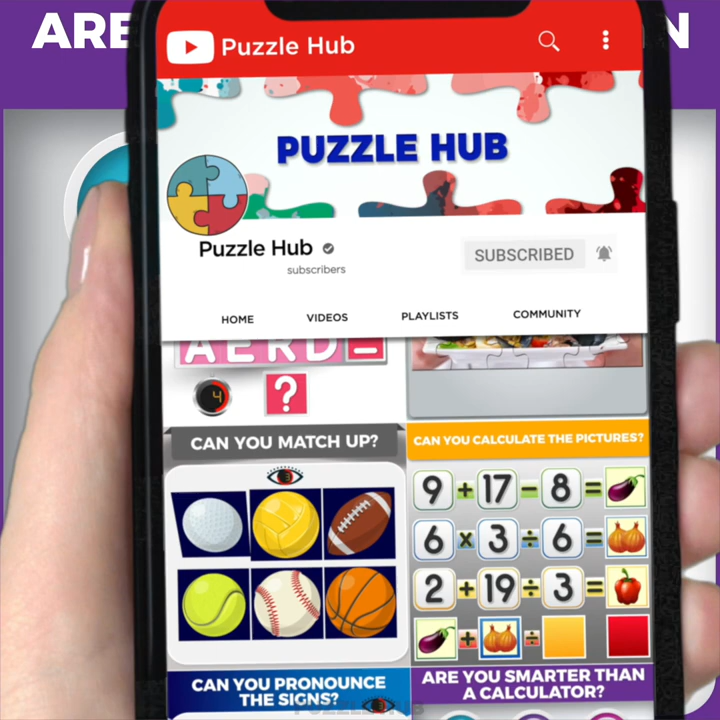 ARE
N
Puzzle Hub
PUZZLE HUB
Puzzle Hub
subscribers
SUBSCRIBED
HOME VIDEOS PLAYLISTS COMMUNITY
AERD_
4
?
CAN YOU MATCH UP?
CAN YOU CALCULATE THE PICTURES?
9 + 17 - 8 =
6 x 3 ÷ 6 =
2 + 19 ÷ 3 =
+ ÷
CAN YOU PRONOUNCE
THE SIGNS?
ARE YOU SMARTER THAN
A CALCULATOR?